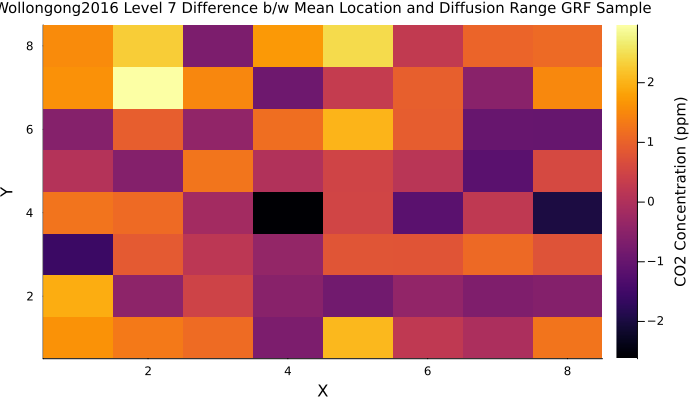 Wollongong2016 Level 7 Difference b/w Mean Location and Diffusion Range GRF Sample
8
6
4
2
Y
2 4 6 8
X
2
1
0
−1
−2
CO2 Concentration (ppm)